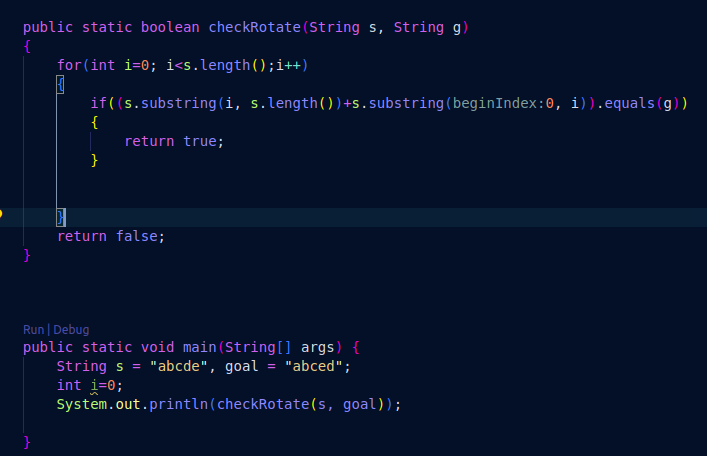 public static boolean checkRotate(String s, String g)
{
for(int i=0; i<s.length();i++)
{
if((s.substring(i, s.length())+s.substring(beginIndex:0, i)).equals(g))
{
return true;
}
}
return false;
}
Run | Debug
public static void main(String[] args) {
String s = "abcde", goal = "abced";
int i=0;
System.out.println(checkRotate(s, goal));
}